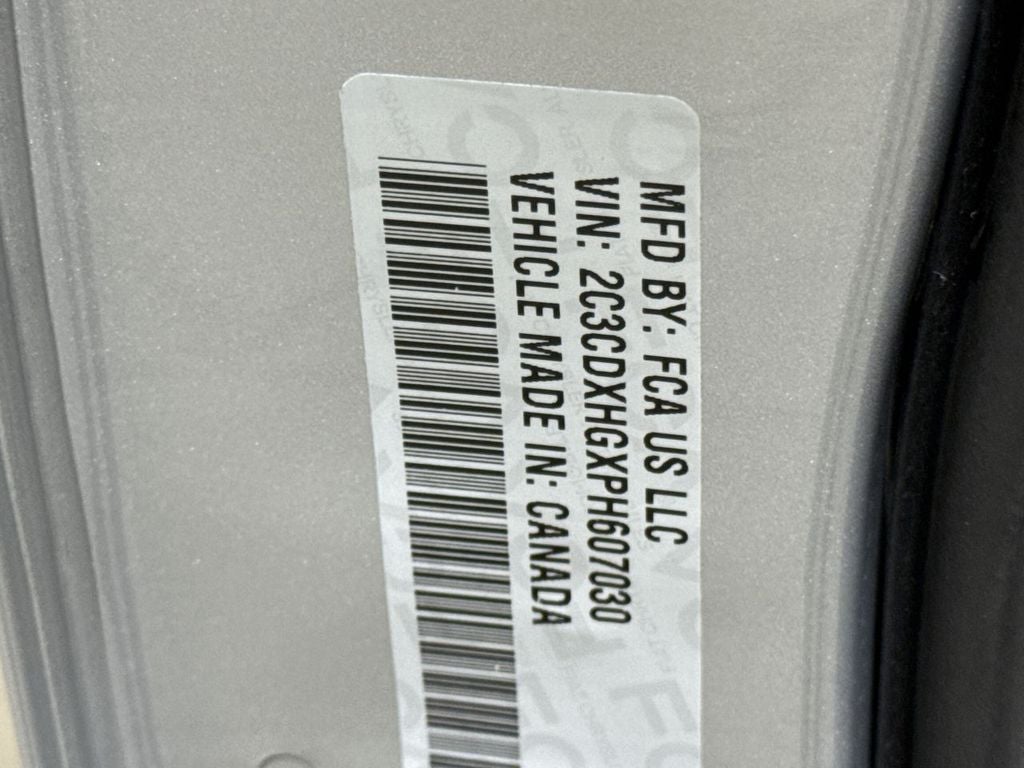 MFD BY: FCA US LLC
VIN: 2C3CDXHGXPH607030
VEHICLE MADE IN: CANADA